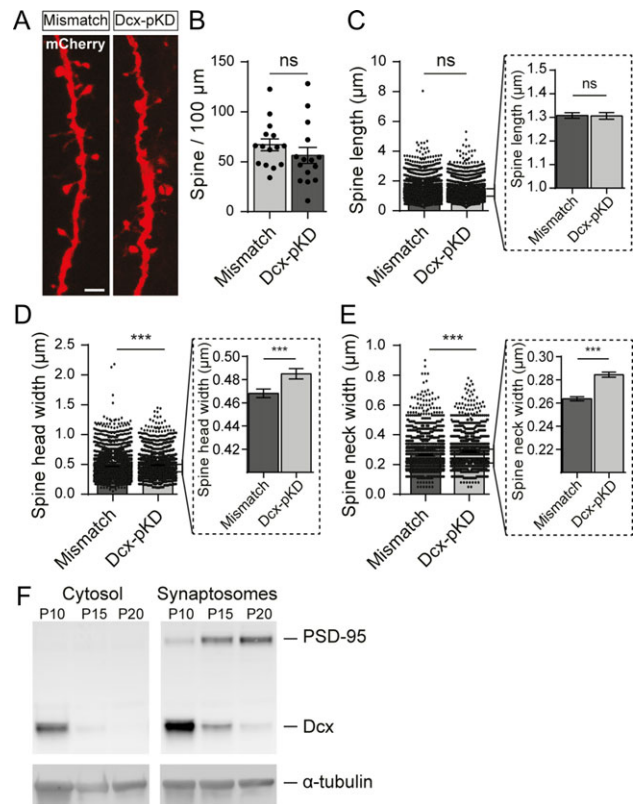 A
Mismatch Dcx-pKD
mCherry
B
ns
Spine / 100 µm
150
100
50
0
Mismatch
Dcx-pKD
C
ns
Spine length (µm)
10
8
6
4
2
0
Mismatch
Dcx-pKD
ns
Spine length (µm)
1.5
1.4
1.3
1.2
1.1
1.0
Mismatch
Dcx-pKD
D
***
Spine head width (µm)
2.5
2.0
1.5
1.0
0.5
0.0
Mismatch
Dcx-pKD
***
Spine head width (µm)
0.50
0.48
0.46
0.44
0.42
Mismatch
Dcx-pKD
E
***
Spine neck width (µm)
1.0
0.8
0.6
0.4
0.2
0.0
Mismatch
Dcx-pKD
***
Spine neck width (µm)
0.30
0.28
0.26
0.24
0.22
Mismatch
Dcx-pKD
F
Cytosol Synaptosomes
P10 P15 P20 P10 P15 P20
PSD-95
Dcx
α-tubulin